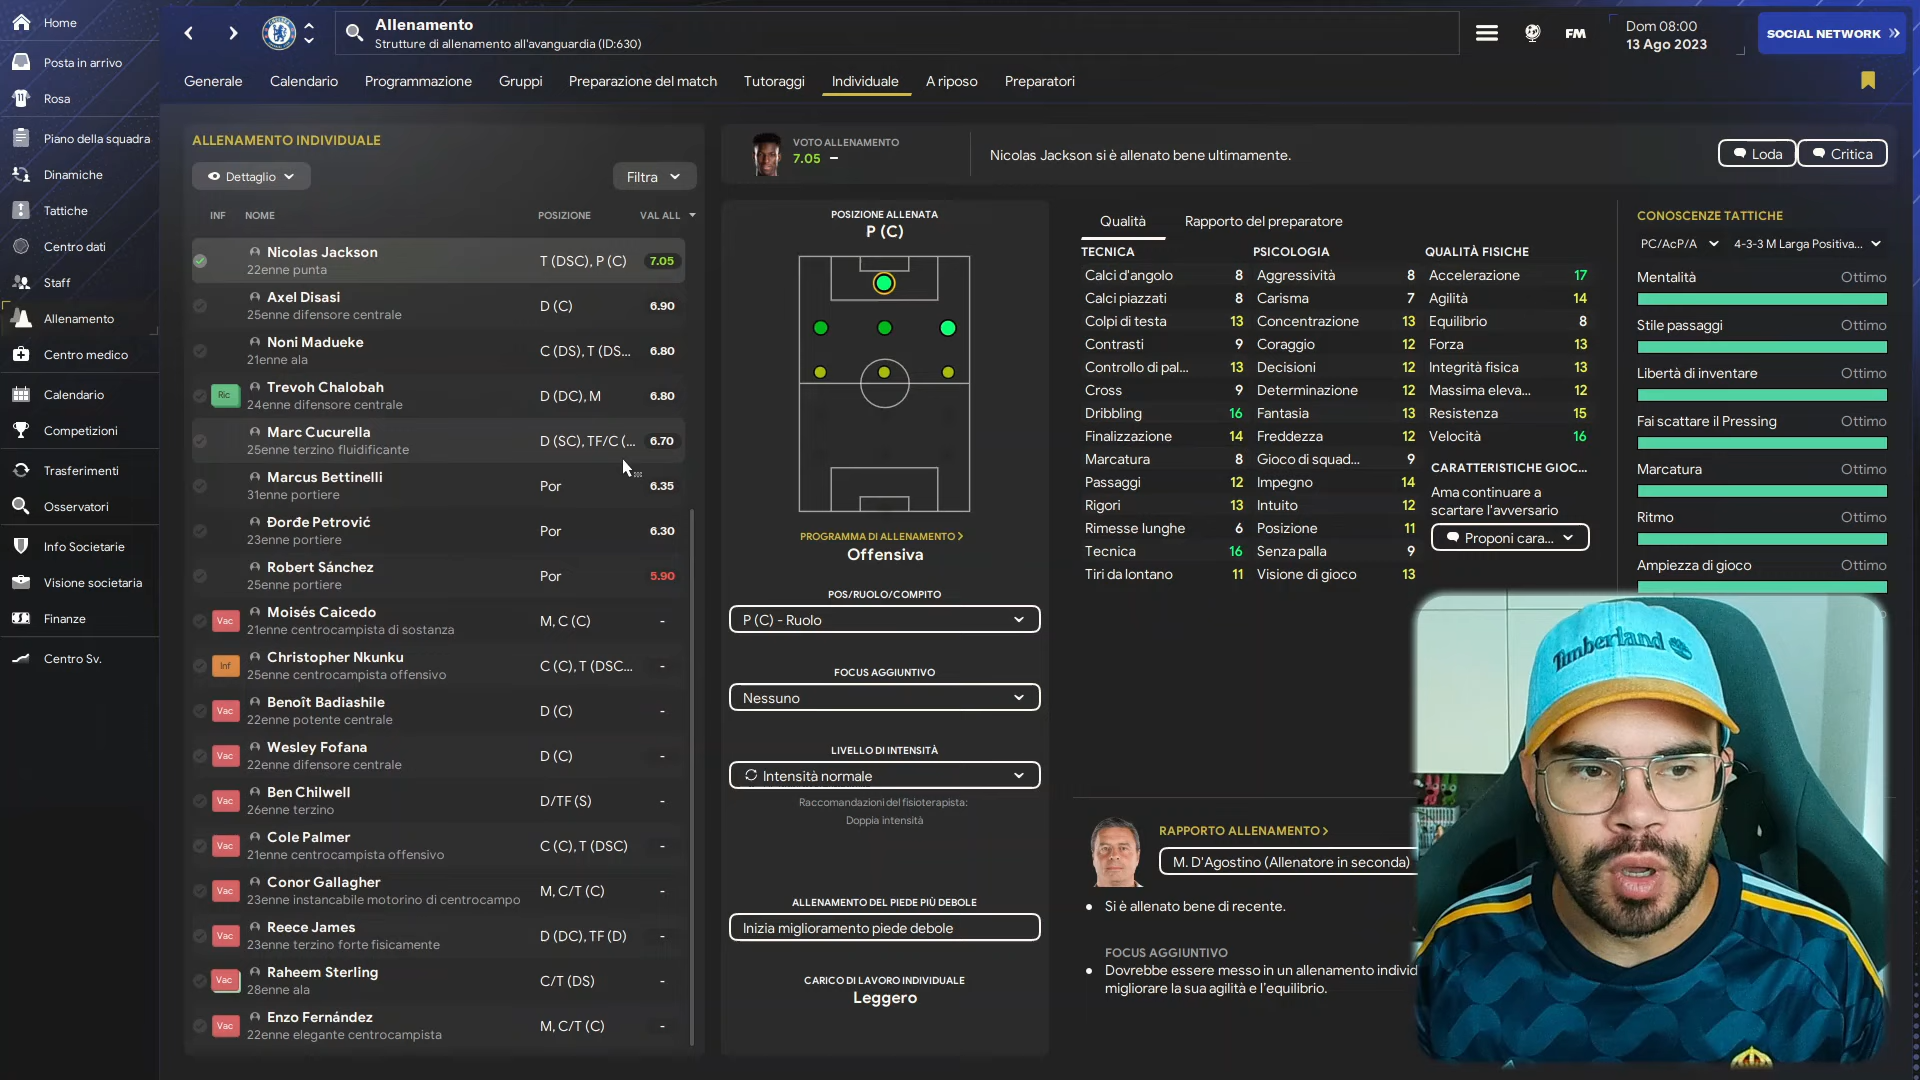 Home
Posta in arrivo
Rosa
Piano della squadra
Dinamiche
Tattiche
Centro dati
Staff
Allenamento
Centro medico
Calendario
Competizioni
Trasferimenti
Osservatori
Info Societarie
Visione societaria
Finanze
Centro Sv.
Allenamento
Strutture di allenamento all'avanguardia (ID:630)
FM
Dom 08:00
13 Ago 2023
SOCIAL NETWORK
Generale Calendario Programmazione Gruppi Preparazione del match Tutoraggi Individuale A riposo Preparatori
ALLENAMENTO INDIVIDUALE
Dettaglio
Filtra
INF NOME POSIZIONE VAL ALL
Nicolas Jackson
22enne punta
T (DSC), P (C) 7.05
Axel Disasi
25enne difensore centrale
D (C) 6.90
Noni Madueke
21enne ala
C (DS), T (DS... 6.80
Ric
Trevoh Chalobah
24enne difensore centrale
D (DC), M 6.80
Marc Cucurella
25enne terzino fluidificante
D (SC), TF/C (... 6.70
Marcus Bettinelli
31enne portiere
Por 6.35
Đorđe Petrović
23enne portiere
Por 6.30
Robert Sánchez
25enne portiere
Por 5.90
Vac
Moisés Caicedo
21enne centrocampista di sostanza
M, C (C) -
Inf
Christopher Nkunku
25enne centrocampista offensivo
C (C), T (DSC... -
Vac
Benoît Badiashile
22enne potente centrale
D (C) -
Vac
Wesley Fofana
22enne difensore centrale
D (C) -
Vac
Ben Chilwell
26enne terzino
D/TF (S) -
Vac
Cole Palmer
21enne centrocampista offensivo
C (C), T (DSC) -
Vac
Conor Gallagher
23enne instancabile motorino di centrocampo
M, C/T (C) -
Vac
Reece James
23enne terzino forte fisicamente
D (DC), TF (D) -
Vac
Raheem Sterling
28enne ala
C/T (DS) -
Vac
Enzo Fernández
22enne elegante centrocampista
M, C/T (C) -
VOTO ALLENAMENTO
7.05 –
Nicolas Jackson si è allenato bene ultimamente.
Loda
Critica
POSIZIONE ALLENATA
P (C)
PROGRAMMA DI ALLENAMENTO >
Offensiva
POS/RUOLO/COMPITO
P (C) - Ruolo
FOCUS AGGIUNTIVO
Nessuno
LIVELLO DI INTENSITÀ
Intensità normale
Raccomandazioni del fisioterapista:
Doppia intensità
ALLENAMENTO DEL PIEDE PIÙ DEBOLE
Inizia miglioramento piede debole
CARICO DI LAVORO INDIVIDUALE
Leggero
Qualità Rapporto del preparatore
TECNICA
Calci d'angolo 8
Calci piazzati 8
Colpi di testa 13
Contrasti 9
Controllo di pal... 12
Cross 9
Dribbling 16
Finalizzazione 14
Marcatura 8
Passaggi 12
Rigori 13
Rimesse lunghe 6
Tecnica 16
Tiri da lontano 11
PSICOLOGIA
Aggressività 8
Carisma 7
Concentrazione 13
Coraggio 12
Decisioni 12
Determinazione 12
Fantasia 13
Freddezza 12
Gioco di squad... 9
Impegno 14
Intuito 12
Posizione 11
Senza palla 9
Visione di gioco 13
QUALITÀ FISICHE
Accelerazione 17
Agilità 14
Equilibrio 8
Forza 13
Integrità fisica 13
Massima eleva... 12
Resistenza 15
Velocità 16
CARATTERISTICHE GIOC...
Ama continuare a
scartare l'avversario
Proponi cara...
CONOSCENZE TATTICHE
PC/AcP/A 4-3-3 M Larga Positiva...
Mentalità Ottimo
Stile passaggi Ottimo
Libertà di inventare Ottimo
Fai scattare il Pressing Ottimo
Marcatura Ottimo
Ritmo Ottimo
Ampiezza di gioco Ottimo
RAPPORTO ALLENAMENTO >
M. D'Agostino (Allenatore in seconda)
Si è allenato bene di recente.
FOCUS AGGIUNTIVO
Dovrebbe essere messo in un allenamento individ
migliorare la sua agilità e l'equilibrio.
Timberland